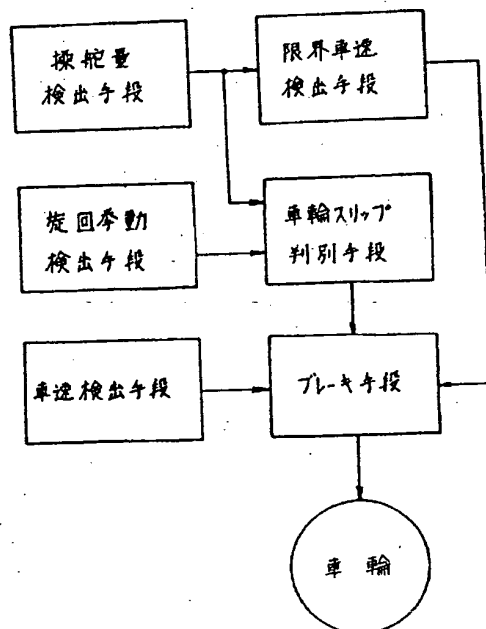 操舵量
検出手段
限界車速
検出手段
旋回挙動
検出手段
車輪スリップ
判別手段
車速検出手段
ブレーキ手段
車輪